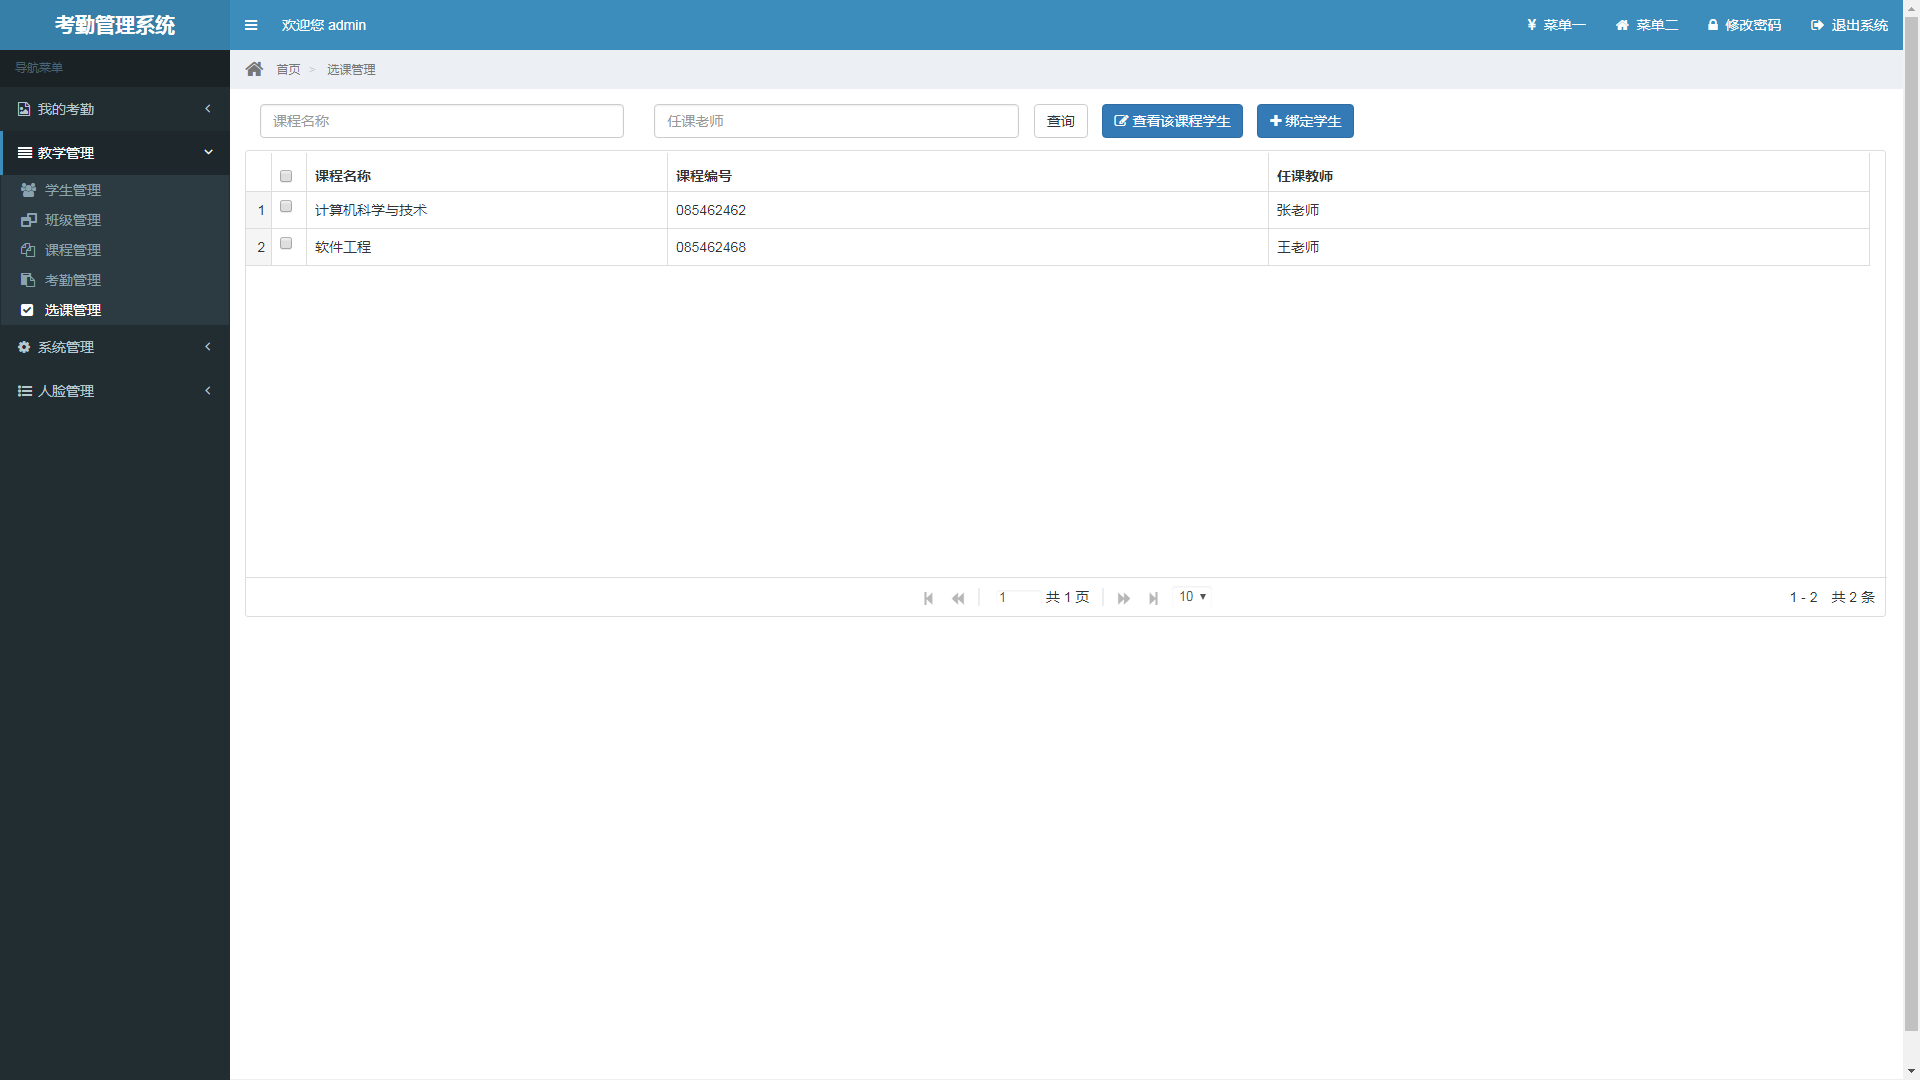 考勤管理系统
欢迎您 admin
菜单一
菜单二
修改密码
退出系统
导航菜单
我的考勤
教学管理
学生管理
班级管理
课程管理
考勤管理
选课管理
系统管理
人脸管理
首页 > 选课管理
课程名称
任课老师
查询
查看该课程学生
绑定学生
课程名称 课程编号 任课教师
1 计算机科学与技术 085462462 张老师
2 软件工程 085462468 王老师
1 共 1 页 10
1 - 2 共 2 条